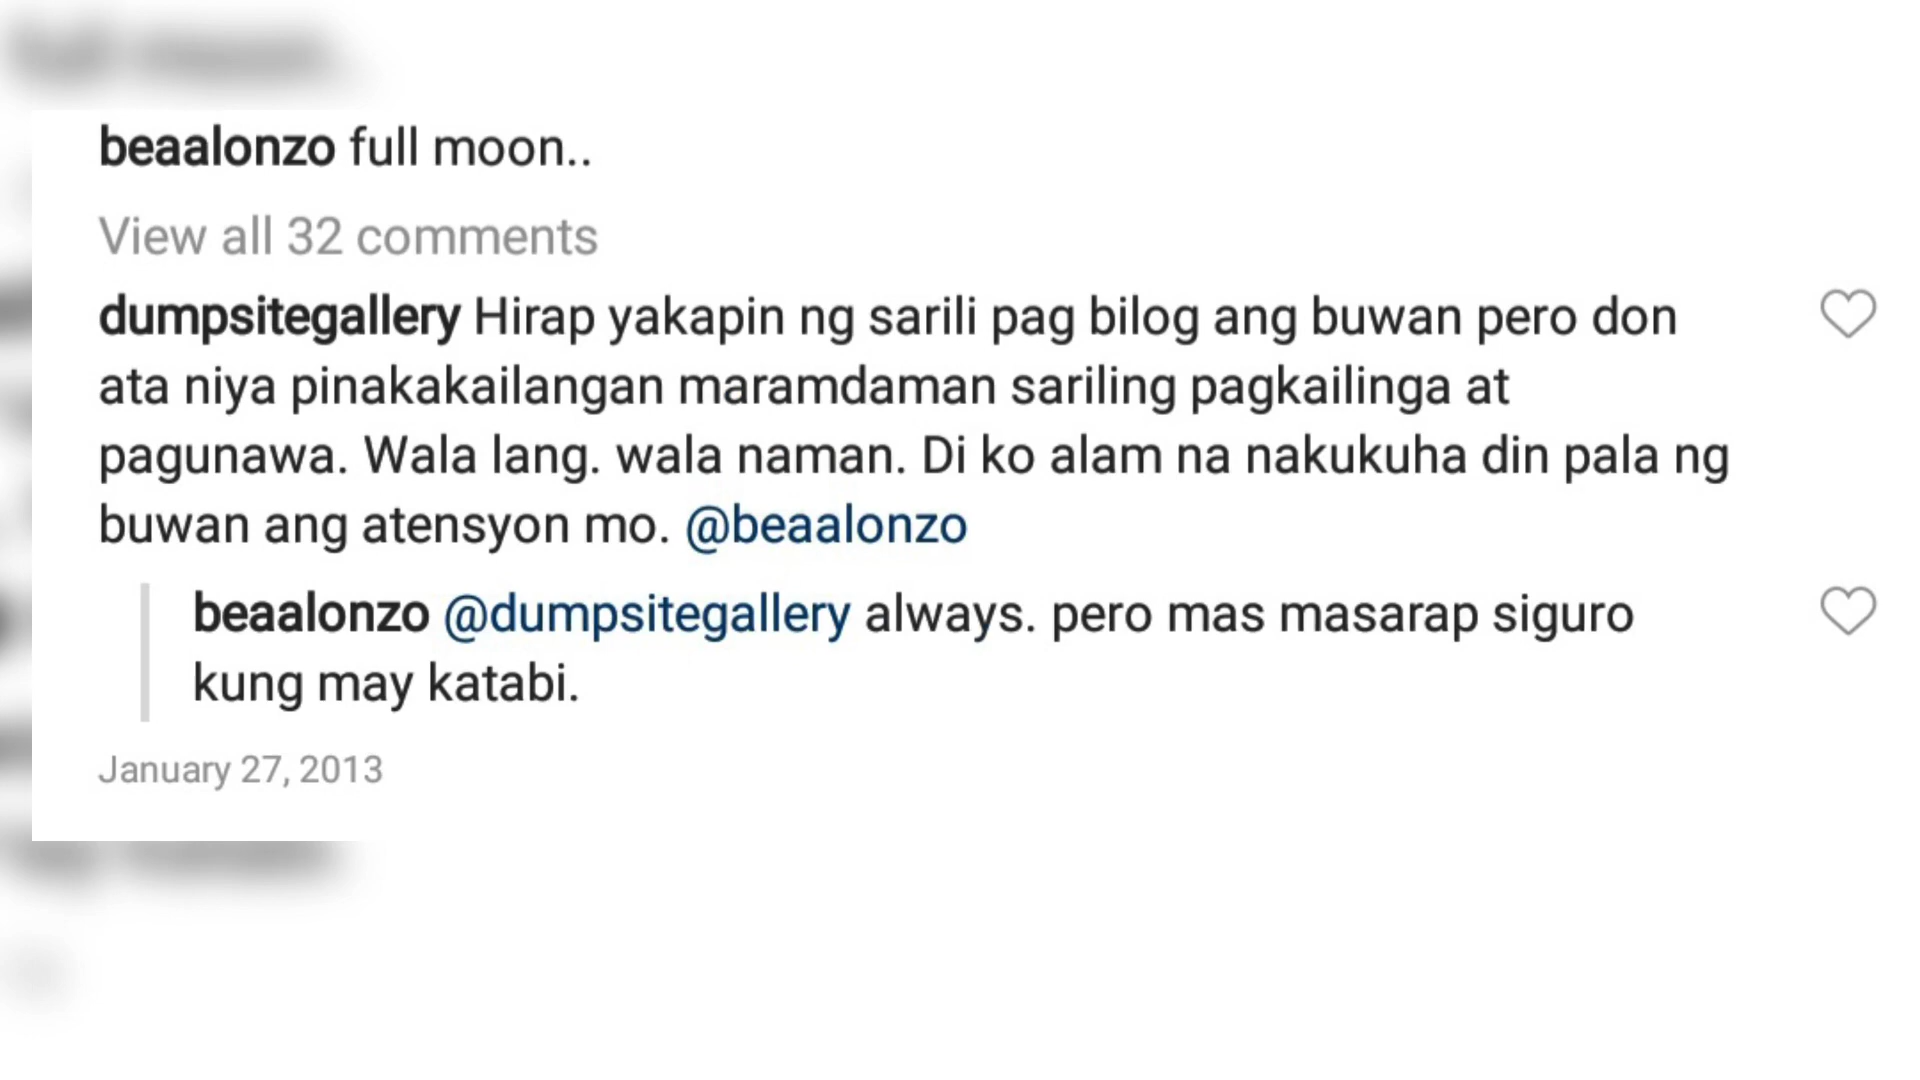 beaalonzo full moon..
View all 32 comments
dumpsitegallery Hirap yakapin ng sarili pag bilog ang buwan pero don
ata niya pinakakailangan maramdaman sariling pagkailinga at
pagunawa. Wala lang. wala naman. Di ko alam na nakukuha din pala ng
buwan ang atensyon mo. @beaalonzo
beaalonzo @dumpsitegallery always. pero mas masarap siguro
kung may katabi.
January 27, 2013